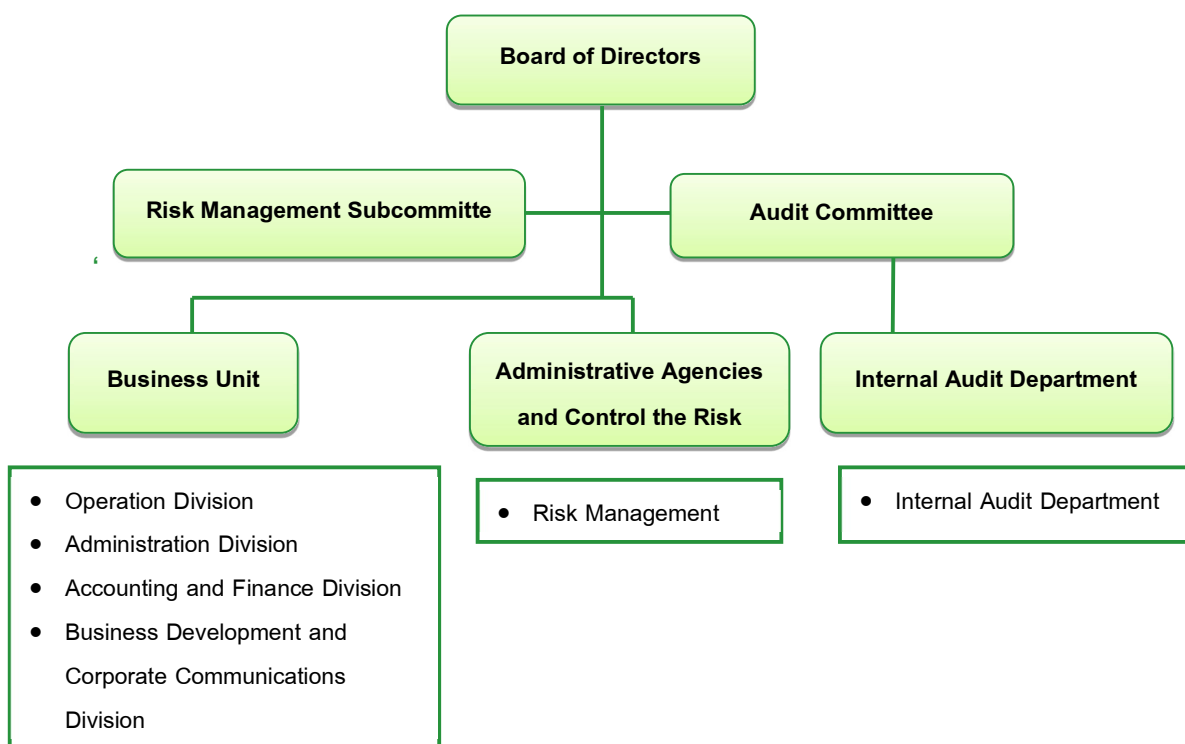 Board of Directors
Risk Management Subcommitte
Audit Committee
‘
Business Unit
Administrative Agencies
and Control the Risk
Internal Audit Department
• Operation Division
• Administration Division
• Accounting and Finance Division
• Business Development and
Corporate Communications
Division
• Risk Management
• Internal Audit Department